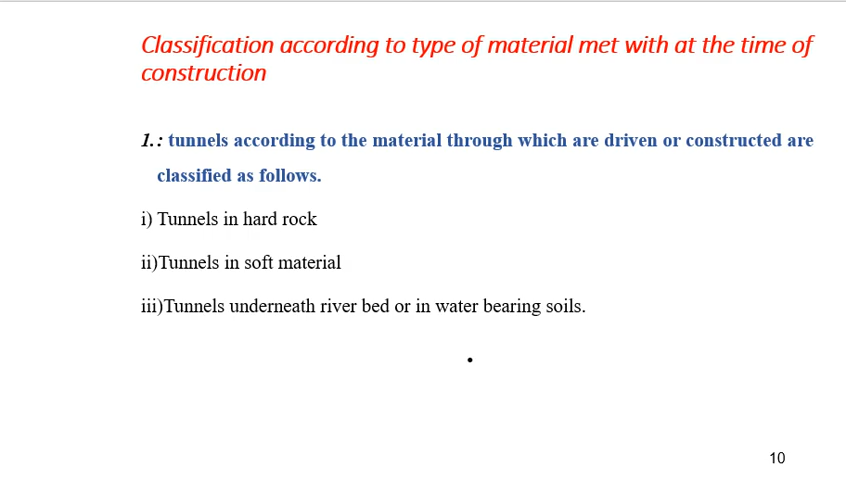 Classification according to type of material met with at the time of
construction
1.: tunnels according to the material through which are driven or constructed are
classified as follows.
i) Tunnels in hard rock
ii)Tunnels in soft material
iii)Tunnels underneath river bed or in water bearing soils.
•
10